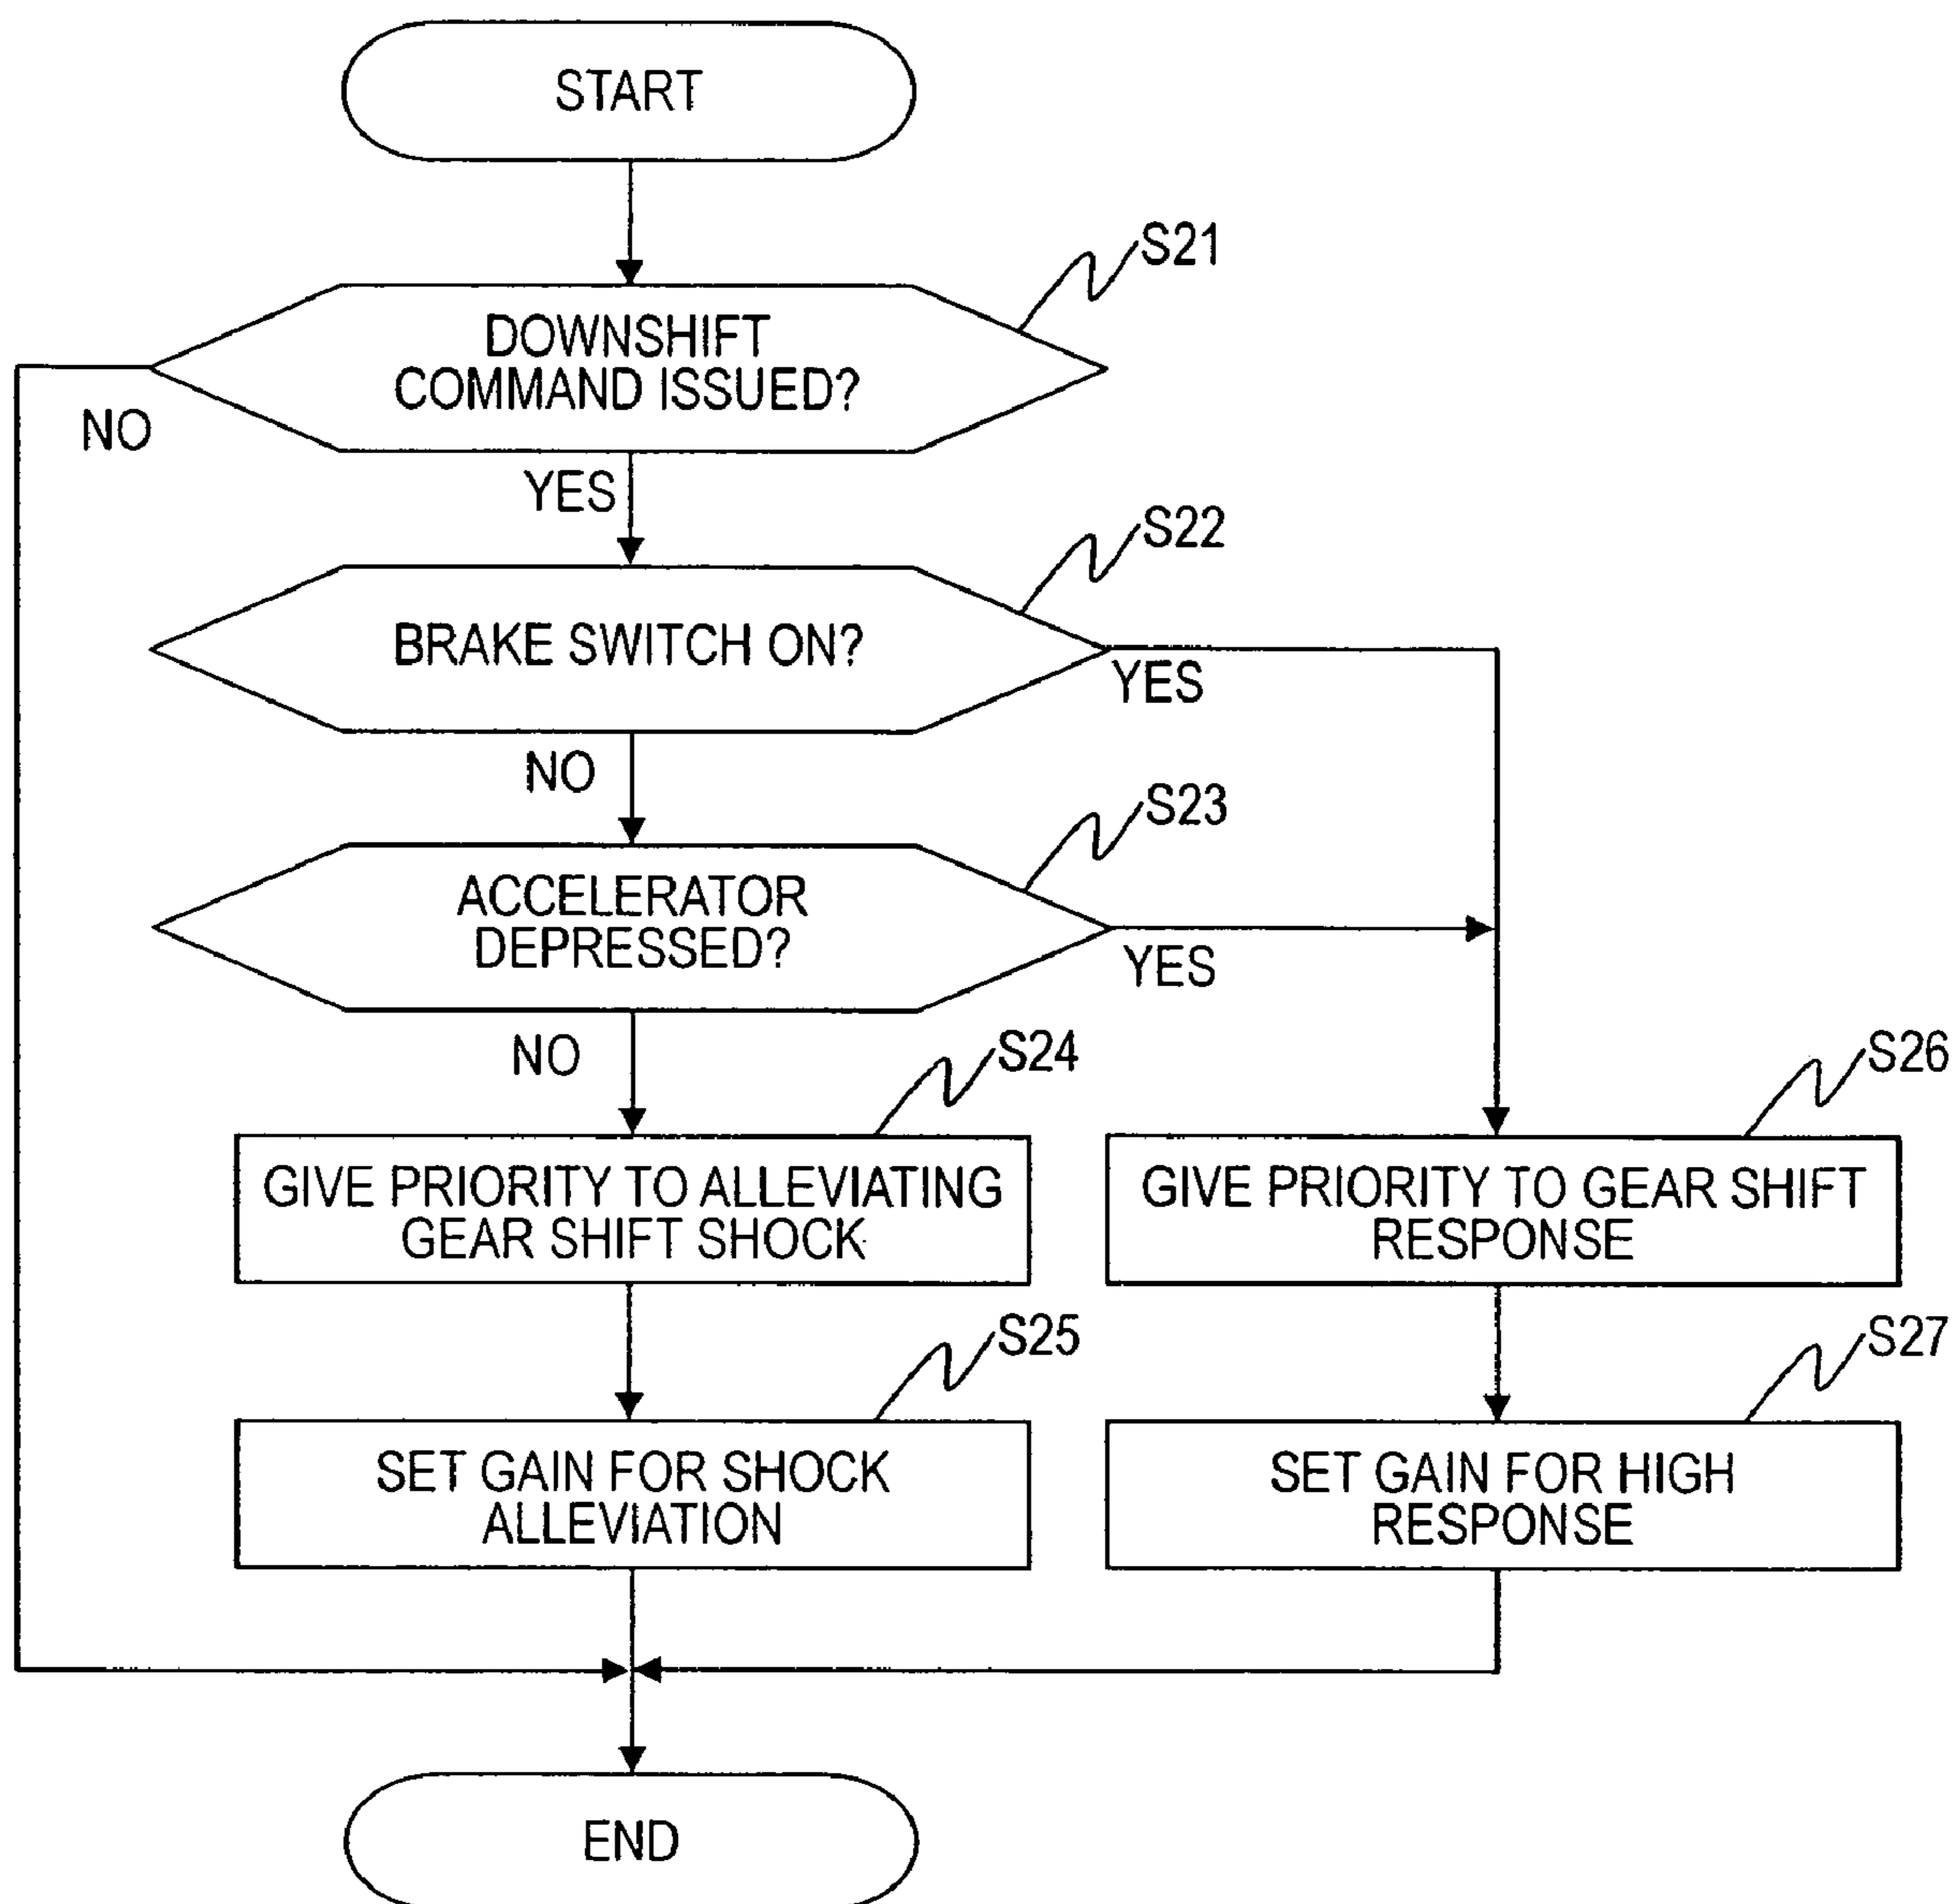 START
S21
DOWNSHIFT
COMMAND ISSUED?
NO
YES
S22
BRAKE SWITCH ON?
YES
NO
S23
ACCELERATOR
DEPRESSED?
YES
NO
S24
GIVE PRIORITY TO ALLEVIATING
GEAR SHIFT SHOCK
S26
GIVE PRIORITY TO GEAR SHIFT
RESPONSE
S25
SET GAIN FOR SHOCK
ALLEVIATION
S27
SET GAIN FOR HIGH
RESPONSE
END